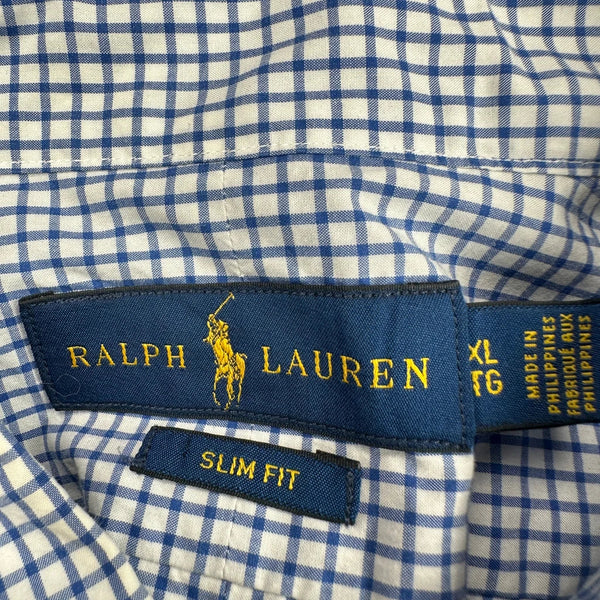 RALPH LAUREN
SLIM FIT
XL
TG
MADE IN
PHILIPPINES
FABRIQUÉ AUX
PHILIPPINES